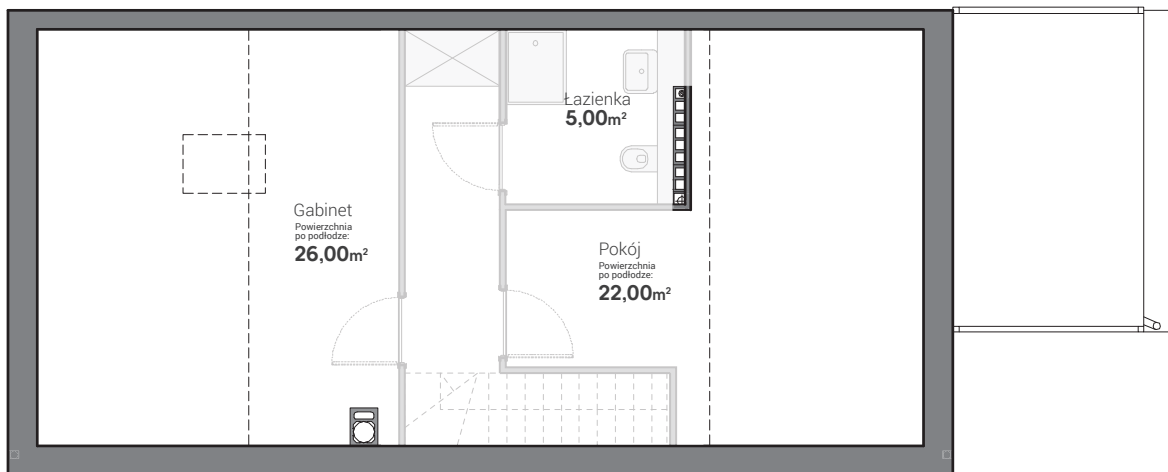 Łazienka
5,00m²
Gabinet
Powierzchnia
po podłodze:
26,00m²
Pokój
Powierzchnia
po podłodze:
22,00m²